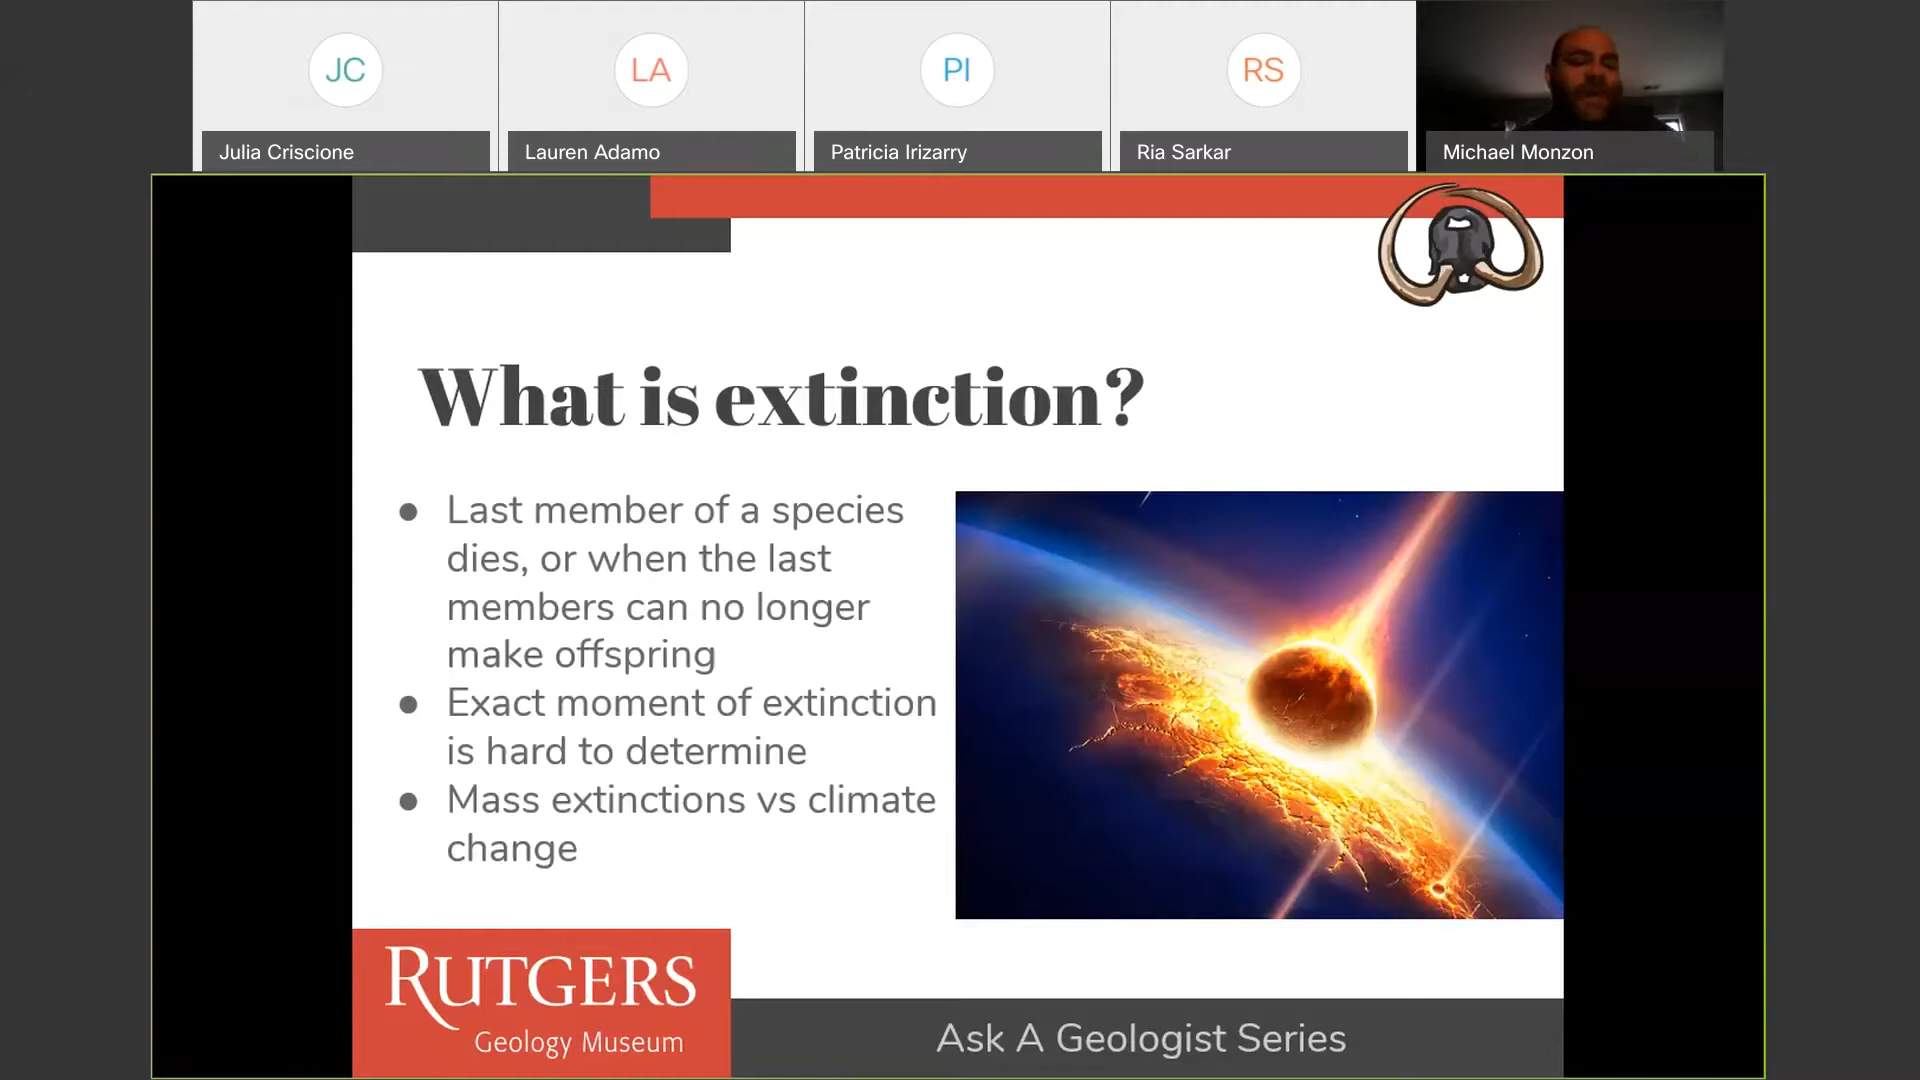 JC
LA
PI
RS
Julia Criscione
Lauren Adamo
Patricia Irizarry
Ria Sarkar
Michael Monzon
What is extinction?
● Last member of a species
dies, or when the last
members can no longer
make offspring
● Exact moment of extinction
is hard to determine
● Mass extinctions vs climate
change
RUTGERS
Geology Museum
Ask A Geologist Series